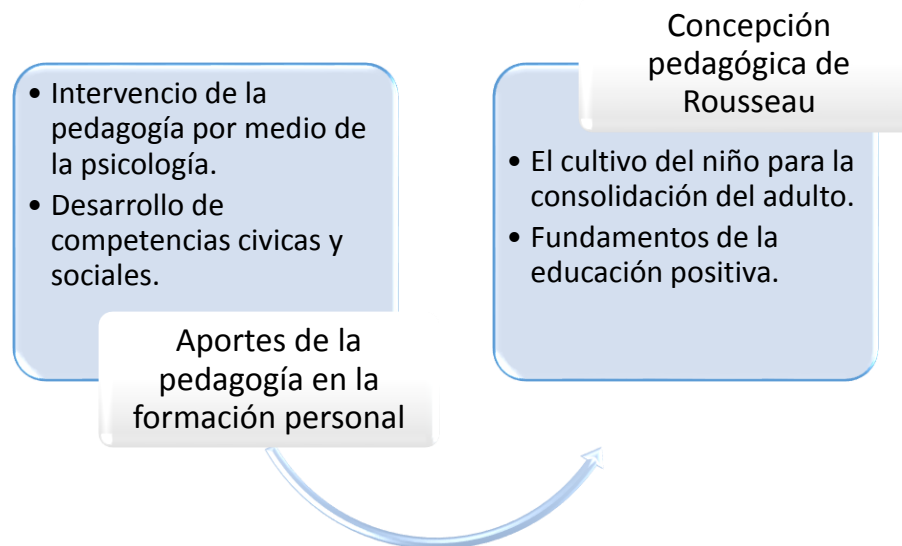 • Intervencio de la
pedagogía por medio de
la psicología.
• Desarrollo de
competencias civicas y
sociales.
Aportes de la
pedagogía en la
formación personal
Concepción
pedagógica de
Rousseau
• El cultivo del niño para la
consolidación del adulto.
• Fundamentos de la
educación positiva.